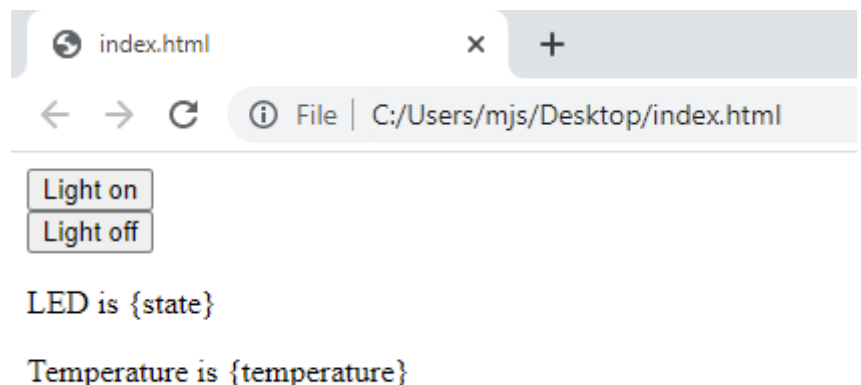 index.html
File C:/Users/mjs/Desktop/index.html
Light on
Light off
LED is {state}
Temperature is {temperature}